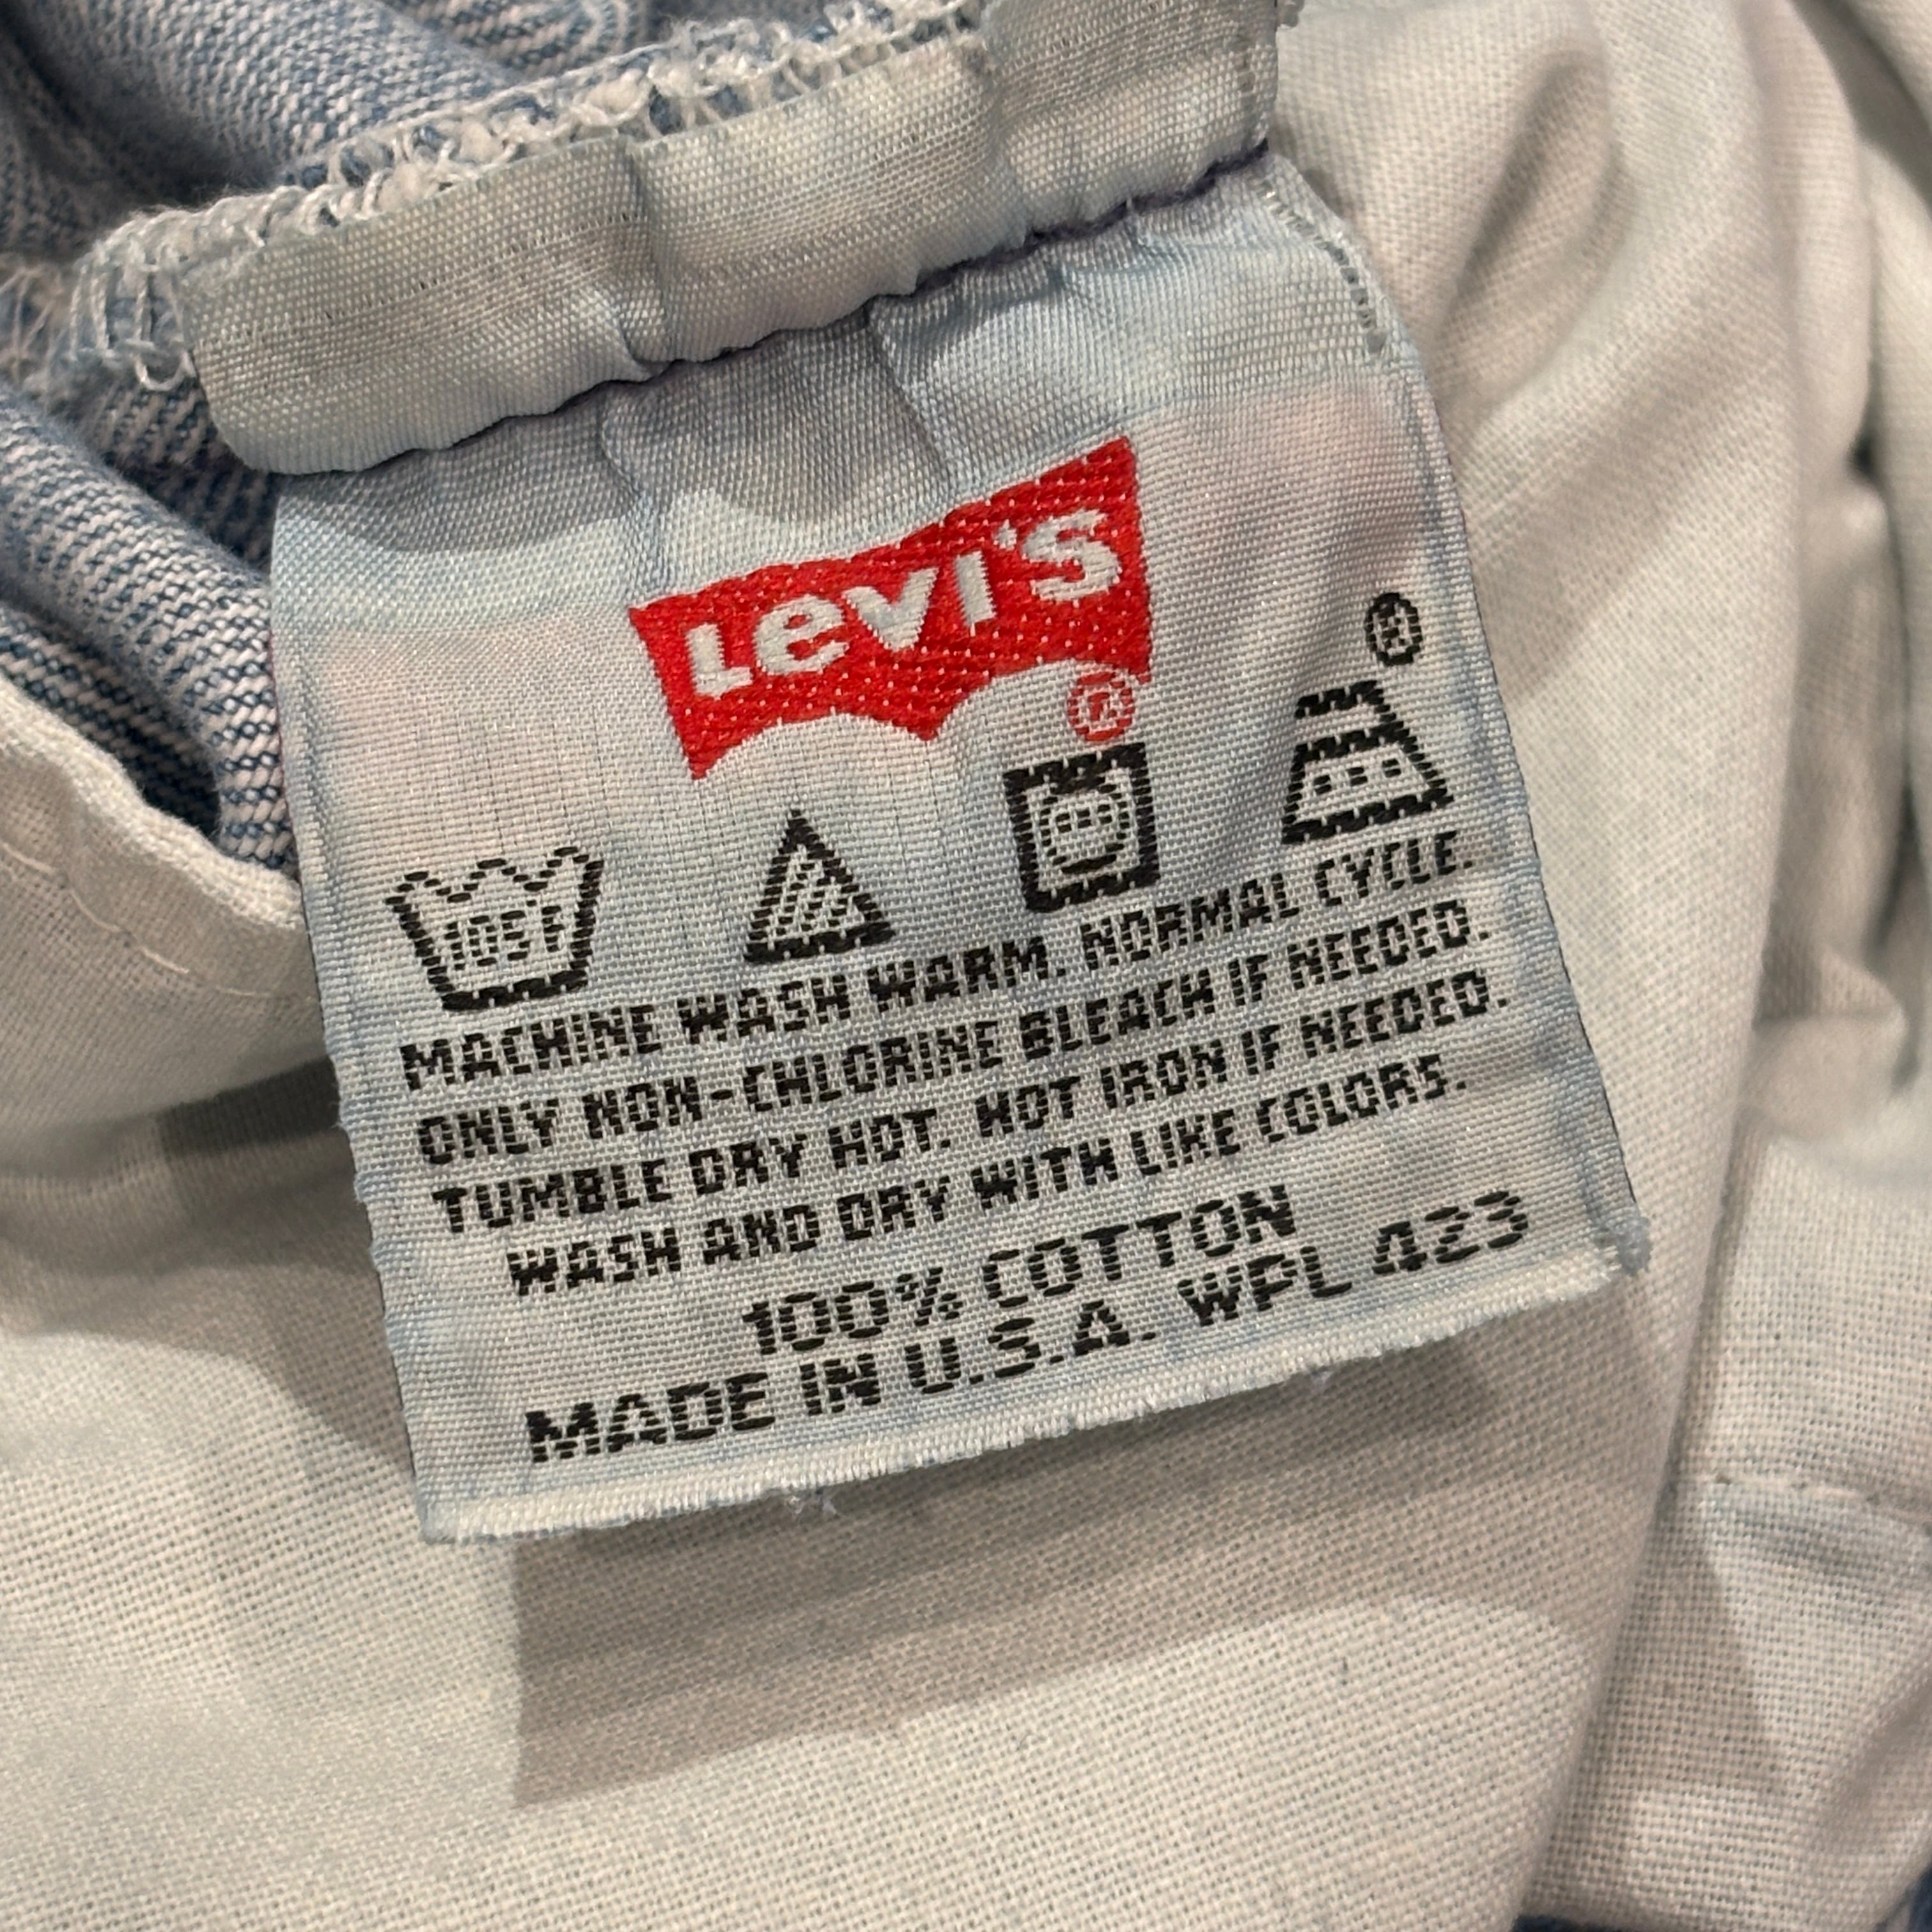 Levi's
®
®
105 F
MACHINE WASH WARM. NORMAL CYCLE.
ONLY NON-CHLORINE BLEACH IF NEEDED.
TUMBLE DRY HOT. HOT IRON IF NEEDED.
WASH AND DRY WITH LIKE COLORS.
100% COTTON
MADE IN U.S.A. WPL 423